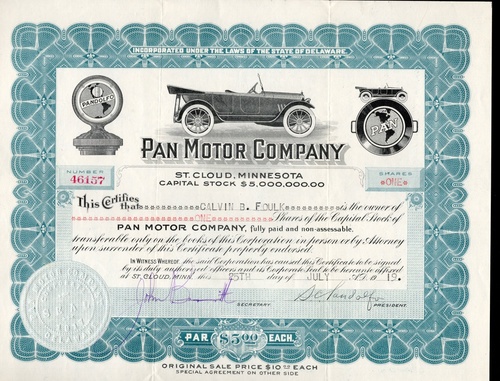 INCORPORATED UNDER THE LAWS OF THE STATE OF DELAWARE.
PANDOLFO
PAN
PAN MOTOR COMPANY
ST. CLOUD, MINNESOTA
CAPITAL STOCK $5,000,000.00
NUMBER
46157
SHARES
*ONE*
This Certifies that CALVIN B. FOULK is the owner of
ONE Shares of the Capital Stock of
PAN MOTOR COMPANY, fully paid and non-assessable.
transferable only on the books of this Corporation in person or by Attorney
upon surrender of this Certificate properly endorsed.
IN WITNESS WHEREOF, the said Corporation has caused this Certificate to be signed
by its duly authorized officers and its Corporate Seal to be hereunto affixed
at ST. CLOUD, MINN. this 25TH day of JULY 19
SECRETARY
S C Pandolfo
PRESIDENT
PAR $5.00 EACH.
ORIGINAL SALE PRICE $10.00 EACH
SPECIAL AGREEMENT ON OTHER SIDE